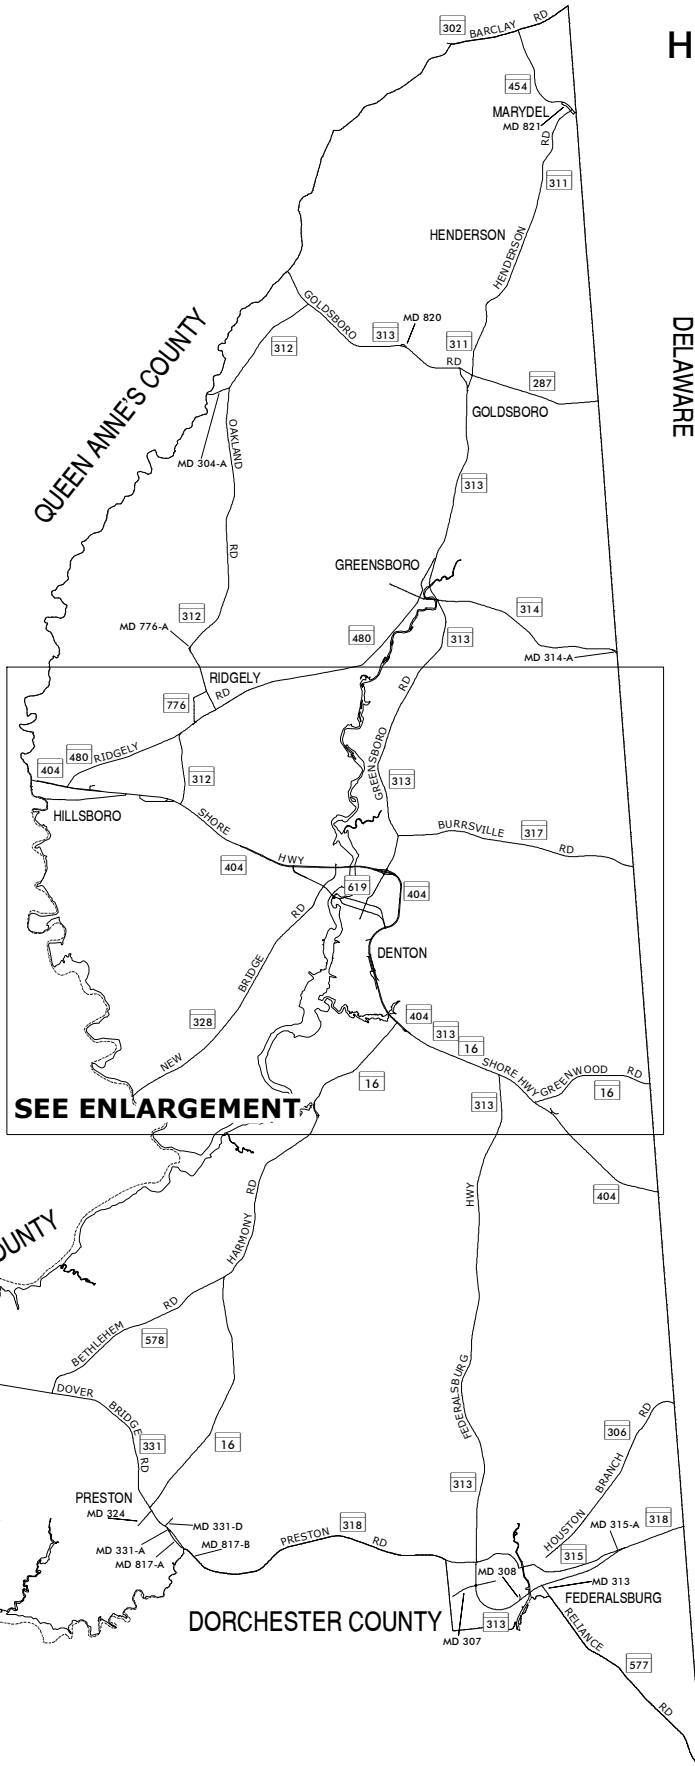 302
BARCLAY RD
H
454
MARYDEL
MD 821
RD
311
HENDERSON
HENDERSON
GOLDSBORO
313
MD 820
DELAWARE
QUEEN ANNE'S COUNTY
312
311
RD
287
GOLDSBORO
OAKLAND
MD 304-A
313
RD
GREENSBORO
312
314
MD 776-A
480
313
MD 314-A
RIDGELY
RD
RD
776
GREENSBORO
480
RIDGELY
404
312
313
HILLSBORO
SHORE
BURRSVILLE
317
RD
HWY
404
619
404
RD
DENTON
BRIDGE
328
404
313
16
NEW
SHORE HWY
GREENWOOD RD
16
16
313
SEE ENLARGEMENT
RD
HWY
404
OUNTY
HARMONY
RD
BETHLEHEM
578
DOVER
FEDERALSBURG
BRIDGE
RD
306
331
16
RD
BRANCH
313
PRESTON
MD 324
HOUSTON
MD 315-A
318
MD 331-D
318
PRESTON
RD
MD 331-A
MD 817-B
315
MD 817-A
MD 308
MD 313
FEDERALSBURG
DORCHESTER COUNTY
313
MD 307
RELIANCE
577
RD